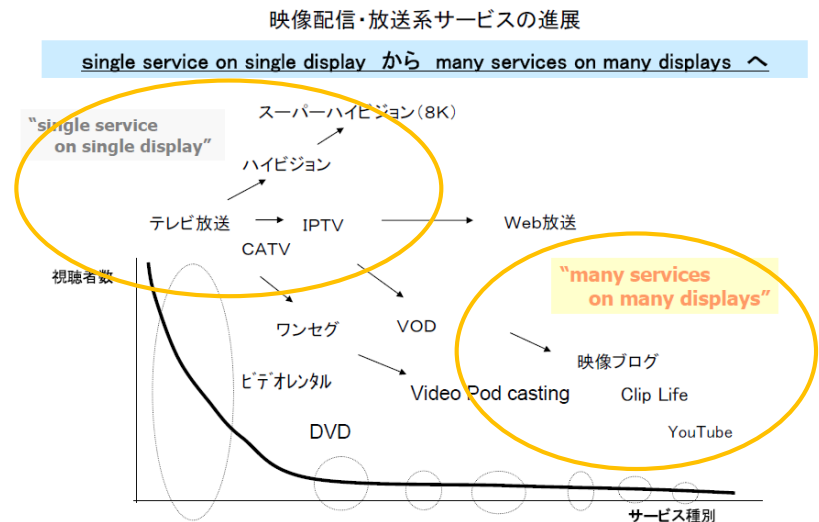 映像配信・放送系サービスの進展
single service on single display から many services on many displays へ
スーパーハイビジョン(8K)
"single service
on single display"
ハイビジョン
テレビ放送
IPTV
Web放送
CATV
視聴者数
"many services
on many displays"
ワンセグ
VOD
映像ブログ
ビデオレンタル
Video Pod casting
Clip Life
DVD
YouTube
サービス種別